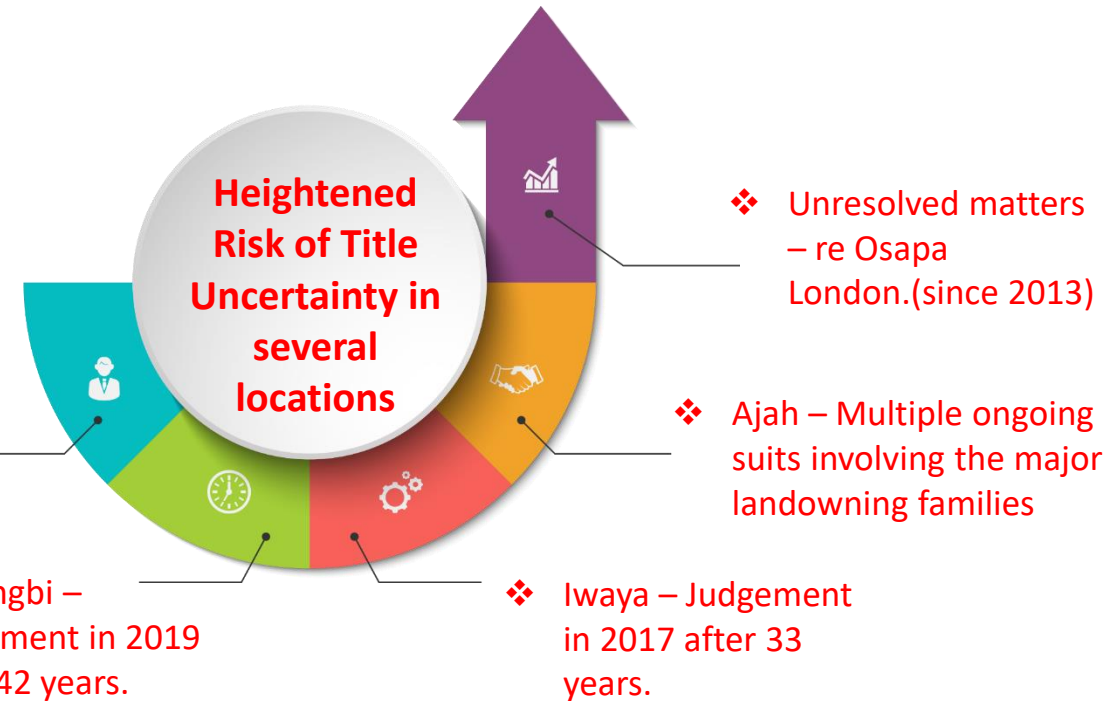 Heightened
Risk of Title
Uncertainty in
several
locations
❖ Unresolved matters
– re Osapa
London.(since 2013)
❖ Ajah – Multiple ongoing
suits involving the major
landowning families
❖ Iwaya – Judgement
in 2017 after 33
years.
ngbi –
ment in 2019
42 years.